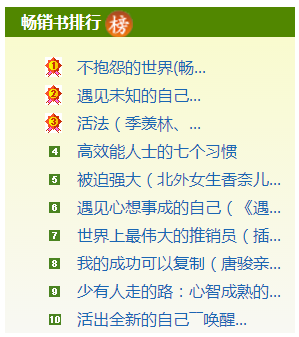 畅销书排行 榜
1 不抱怨的世界(畅...
2 遇见未知的自己...
3 活法（季羡林、...
4 高效能人士的七个习惯
5 被迫强大（北外女生香奈儿...
6 遇见心想事成的自己（《遇...
7 世界上最伟大的推销员（插...
8 我的成功可以复制（唐骏亲...
9 少有人走的路：心智成熟的...
10 活出全新的自己￣唤醒...